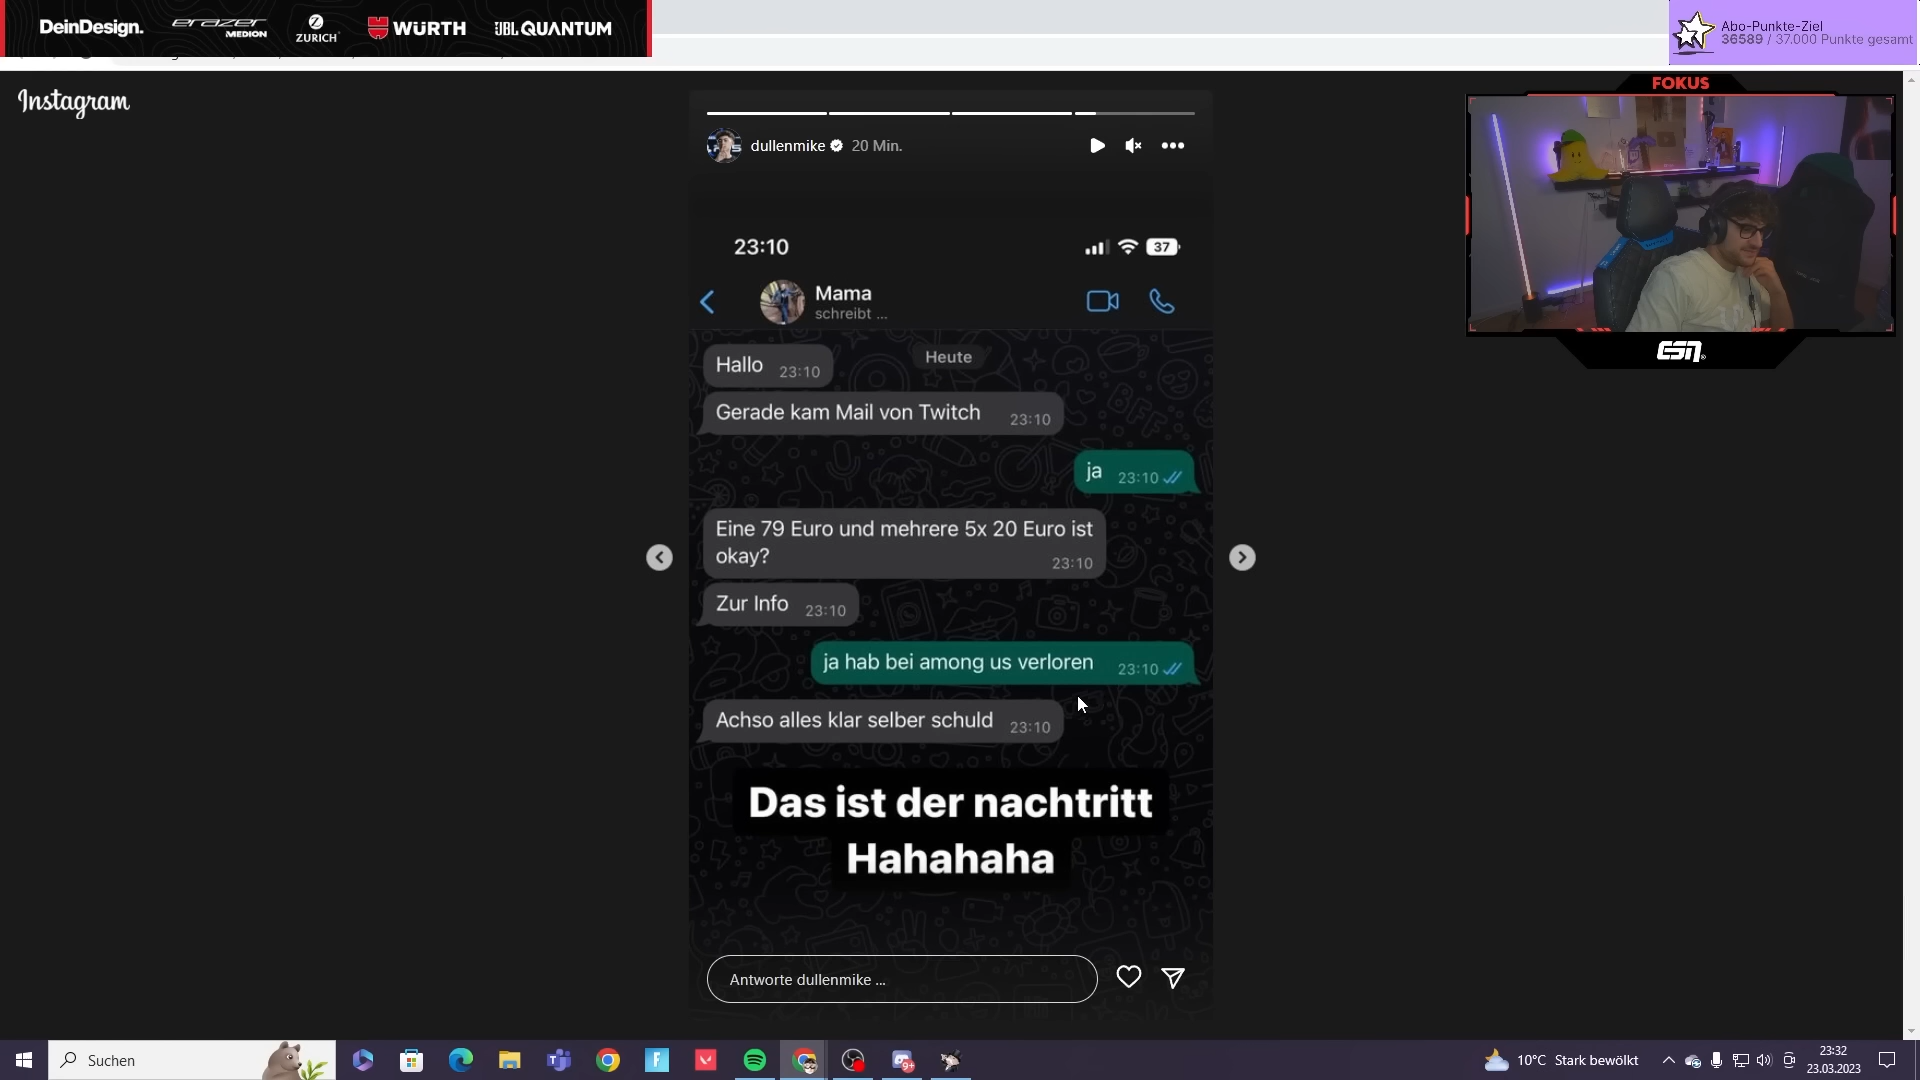 DeinDesign. erazer MEDION ZURICH WÜRTH JBL QUANTUM
Abo-Punkte-Ziel
36589 / 37.000 Punkte gesamt
Instagram
FOKUS
dullenmike 20 Min.
23:10 37
Mama
schreibt ...
Heute
Hallo 23:10
Gerade kam Mail von Twitch 23:10
ja 23:10
Eine 79 Euro und mehrere 5x 20 Euro ist
okay? 23:10
Zur Info 23:10
ja hab bei among us verloren 23:10
Achso alles klar selber schuld 23:10
Das ist der nachtritt
Hahahaha
Antworte dullenmike ...
ESN
Suchen
9+
10°C Stark bewölkt
23:32
23.03.2023